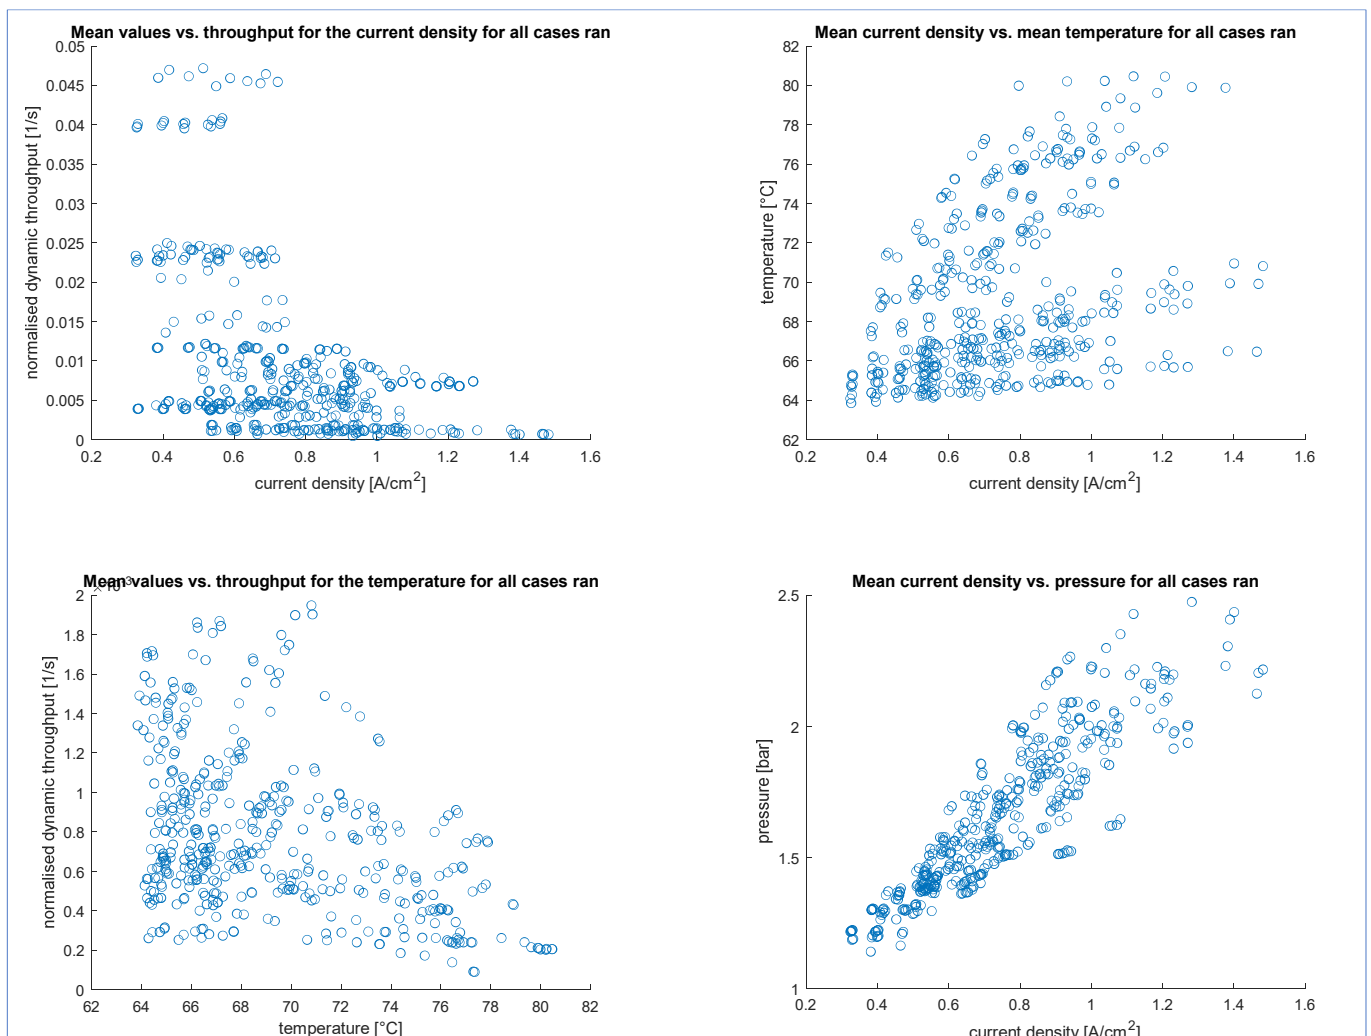 Mean values vs. throughput for the current density for all cases ran
0.05
0.045
0.04
0.035
0.03
0.025
0.02
0.015
0.01
0.005
0
normalised dynamic throughput [1/s]
0.2 0.4 0.6 0.8 1 1.2 1.4 1.6
current density [A/cm2]
Mean current density vs. mean temperature for all cases ran
82
80
78
76
74
72
70
68
66
64
62
temperature [°C]
0.2 0.4 0.6 0.8 1 1.2 1.4 1.6
current density [A/cm2]
Mean values vs. throughput for the temperature for all cases ran
2
1.8
1.6
1.4
1.2
1
0.8
0.6
0.4
0.2
0
normalised dynamic throughput [1/s]
62 64 66 68 70 72 74 76 78 80 82
temperature [°C]
Mean current density vs. pressure for all cases ran
2.5
2
1.5
1
pressure [bar]
0.2 0.4 0.6 0.8 1 1.2 1.4 1.6
current density [A/cm2]